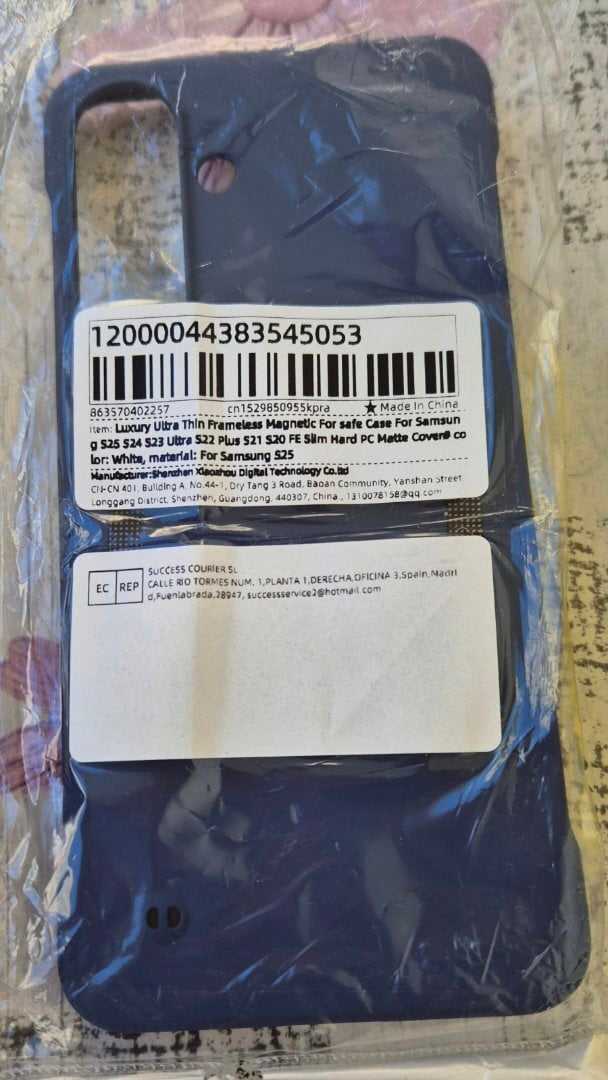 12000044383545053
863570402257 cn1529850955kpra ★ Made In China
Item: Luxury Ultra Thin Frameless Magnetic For safe Case For Samsun
g S25 S24 S23 Ultra S22 Plus S21 S20 FE Slim Hard PC Matte Cover# co
lor: White, material: For Samsung S25
Manufacturer:Shenzhen Xiaozhou Digital Technology Co.ltd
CN-CN 401, Building A, No.44-1, Dry Tang 3 Road, Baoan Community, Yanshan Street
Longgang District, Shenzhen, Guangdong, 440307, China., 1310078158@qq.com
EC REP
SUCCESS COURIER SL
CALLE RIO TORMES NUM. 1,PLANTA 1,DERECHA,OFICINA 3,Spain,Madri
d,Fuenlabrada,28947, successservice2@hotmail.com